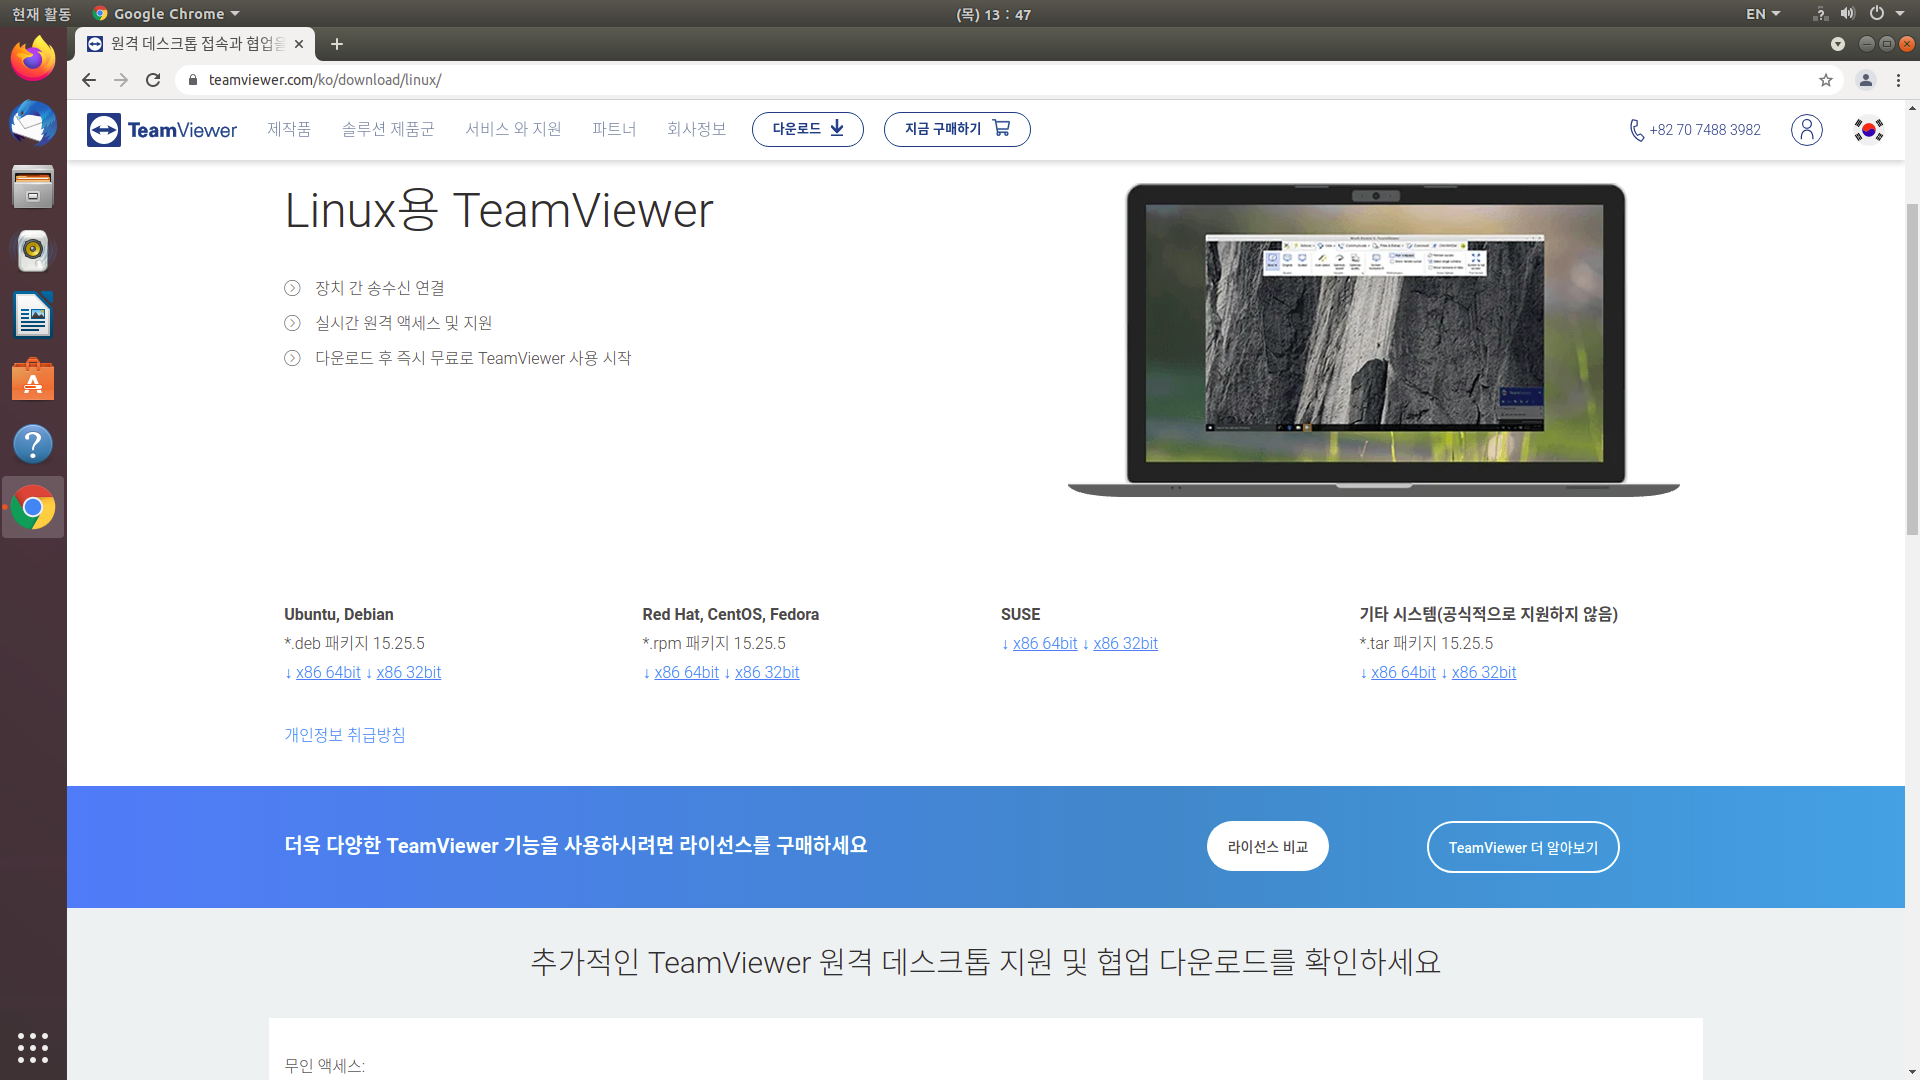 현재 활동 Google Chrome (목) 13 : 47 EN
원격 데스크톱 접속과 협업을
teamviewer.com/ko/download/linux/
TeamViewer 제작품 솔루션 제품군 서비스 와 지원 파트너 회사정보 다운로드 지금 구매하기 +82 70 7488 3982
Linux용 TeamViewer
장치 간 송수신 연결
실시간 원격 액세스 및 지원
다운로드 후 즉시 무료로 TeamViewer 사용 시작
Ubuntu, Debian
*.deb 패키지 15.25.5
↓ x86 64bit ↓ x86 32bit
Red Hat, CentOS, Fedora
*.rpm 패키지 15.25.5
↓ x86 64bit ↓ x86 32bit
SUSE
↓ x86 64bit ↓ x86 32bit
기타 시스템(공식적으로 지원하지 않음)
*.tar 패키지 15.25.5
↓ x86 64bit ↓ x86 32bit
개인정보 취급방침
더욱 다양한 TeamViewer 기능을 사용하시려면 라이선스를 구매하세요 라이선스 비교 TeamViewer 더 알아보기
추가적인 TeamViewer 원격 데스크톱 지원 및 협업 다운로드를 확인하세요
무인 액세스: